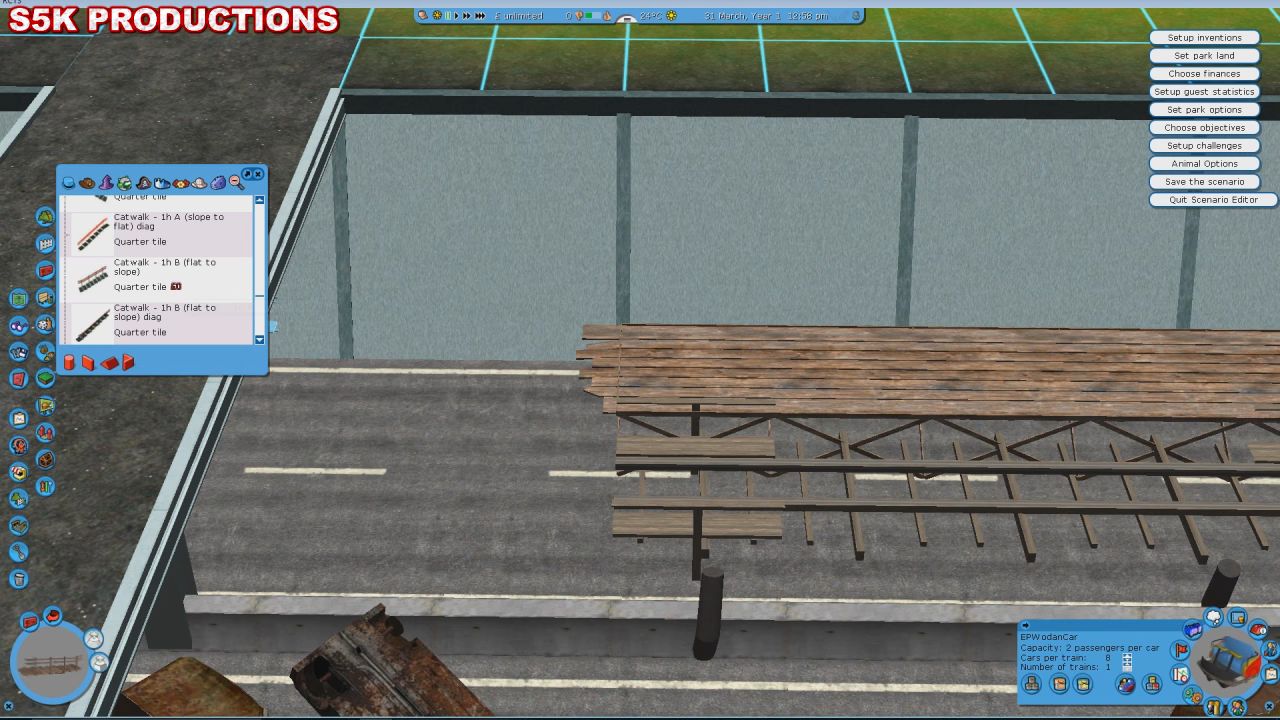 RCT3
S5K PRODUCTIONS
£ unlimited
0
24°C
31 March, Year 1 12:58 pm
Setup inventions
Set park land
Choose finances
Setup guest statistics
Set park options
Choose objectives
Setup challenges
Animal Options
Save the scenario
Quit Scenario Editor
Quarter tile
Catwalk - 1h A (slope to
flat) diag
Quarter tile
Catwalk - 1h B (flat to
slope)
Quarter tile
Catwalk - 1h B (flat to
slope) diag
Quarter tile
EPWodanCar
Capacity: 2 passengers per car
Cars per train: 8
Number of trains: 1